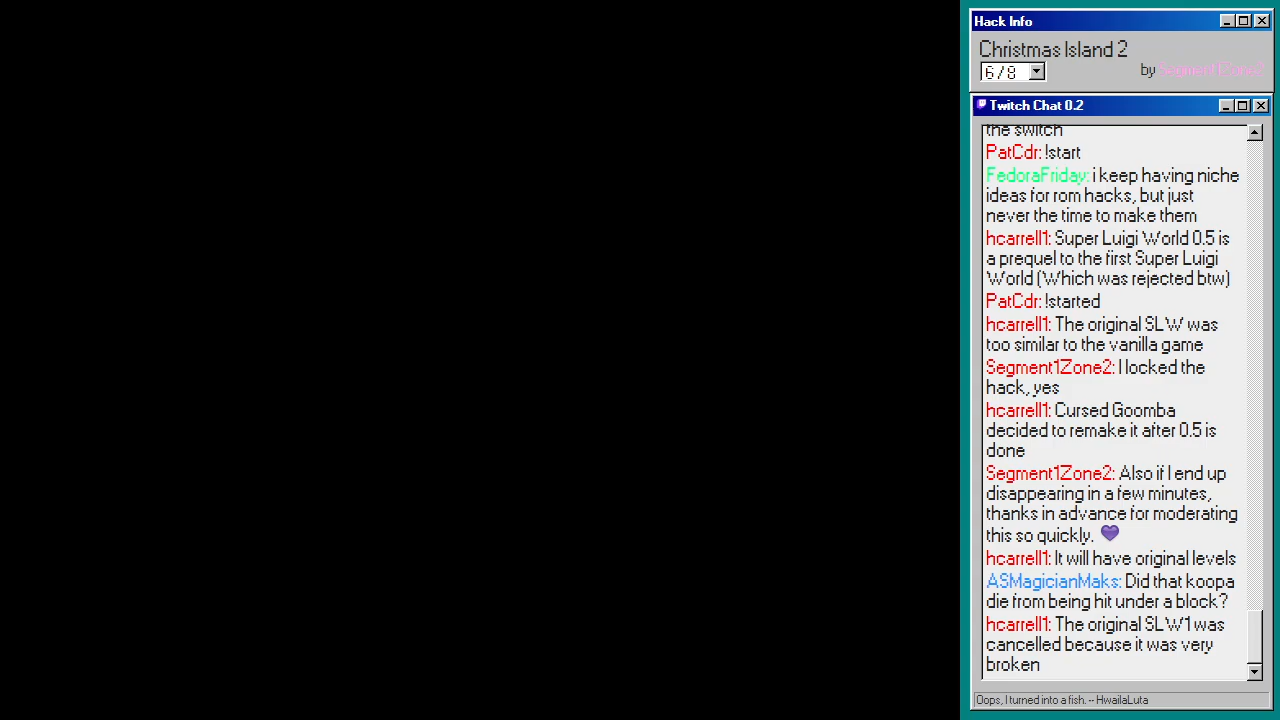 Hack Info
Christmas Island 2
6/8
by Segment1Zone2
Twitch Chat 0.2
the switch
PatCdr: !start
FedoraFriday: i keep having niche
ideas for rom hacks, but just
never the time to make them
hcarrell1: Super Luigi World 0.5 is
a prequel to the first Super Luigi
World (Which was rejected btw)
PatCdr: !started
hcarrell1: The original SLW was
too similar to the vanilla game
Segment1Zone2: I locked the
hack, yes
hcarrell1: Cursed Goomba
decided to remake it after 0.5 is
done
Segment1Zone2: Also if I end up
disappearing in a few minutes,
thanks in advance for moderating
this so quickly.
hcarrell1: It will have original levels
ASMagicianMaks: Did that koopa
die from being hit under a block?
hcarrell1: The original SLW1 was
cancelled because it was very
broken
Oops, I turned into a fish. -- HwailaLuta